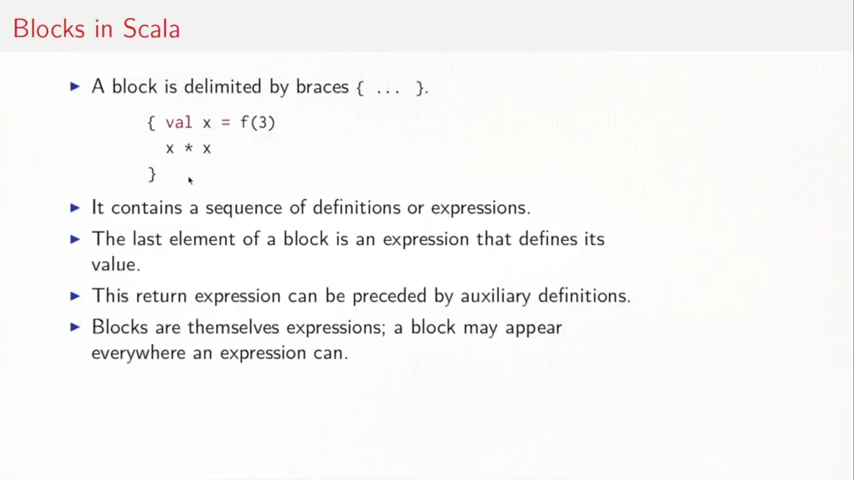 Blocks in Scala
▶ A block is delimited by braces { ... }.
{ val x = f(3)
x * x
}
▶ It contains a sequence of definitions or expressions.
▶ The last element of a block is an expression that defines its
value.
▶ This return expression can be preceded by auxiliary definitions.
▶ Blocks are themselves expressions; a block may appear
everywhere an expression can.